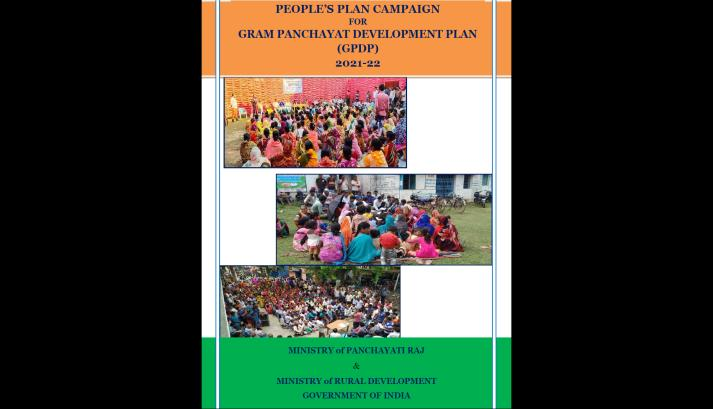 PEOPLE'S PLAN CAMPAIGN
FOR
GRAM PANCHAYAT DEVELOPMENT PLAN
(GPDP)
2021-22
MINISTRY of PANCHAYATI RAJ
&
MINISTRY of RURAL DEVELOPMENT
GOVERNMENT OF INDIA